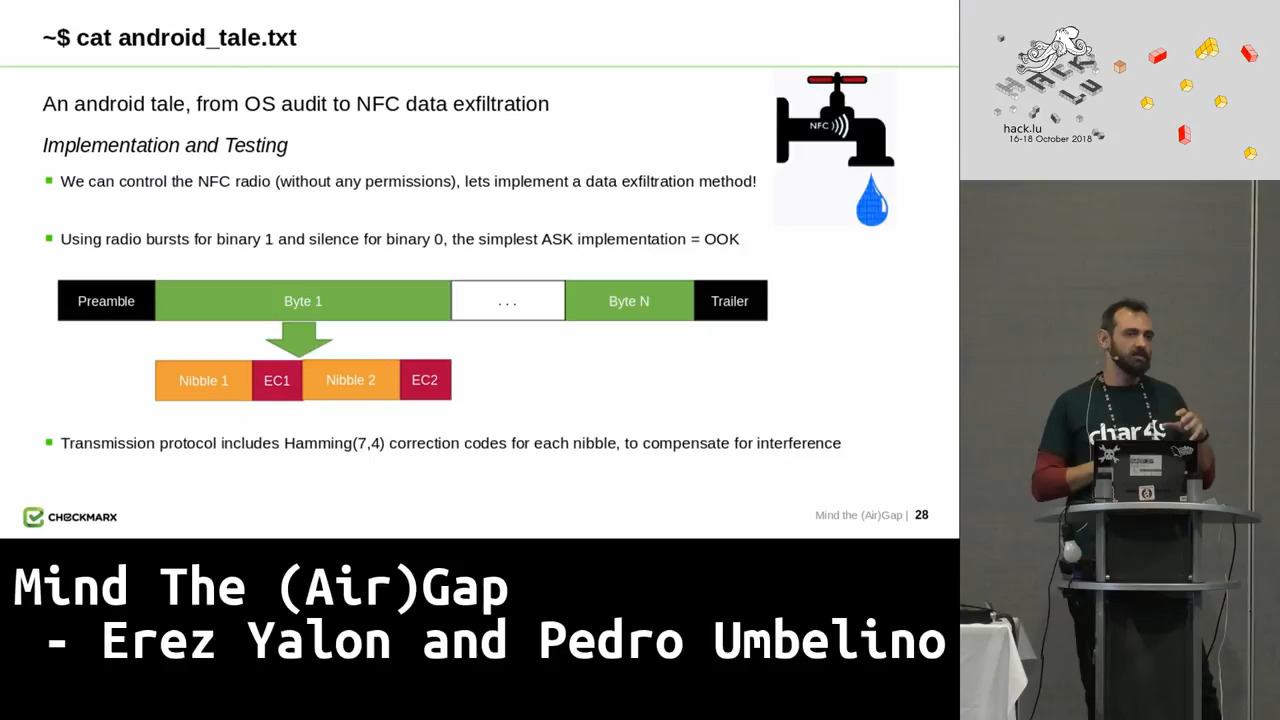 ~$ cat android_tale.txt
An android tale, from OS audit to NFC data exfiltration
Implementation and Testing
NFC
We can control the NFC radio (without any permissions), lets implement a data exfiltration method!
Using radio bursts for binary 1 and silence for binary 0, the simplest ASK implementation = OOK
Preamble Byte 1 . . . Byte N Trailer
Nibble 1 EC1 Nibble 2 EC2
Transmission protocol includes Hamming(7,4) correction codes for each nibble, to compensate for interference
CHECKMARX
Mind the (Air)Gap | 28
HACK
LU
hack.lu
16-18 October 2018
char49
Mind The (Air)Gap
- Erez Yalon and Pedro Umbelino